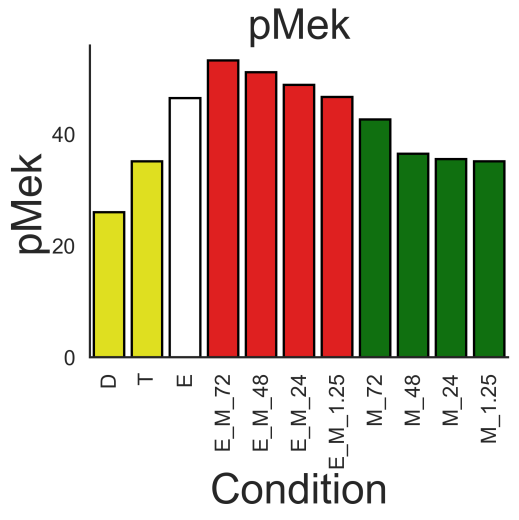 pMek
pMek
40
20
0
D
T
E
E_M_72
E_M_48
E_M_24
E_M_1.25
M_72
M_48
M_24
M_1.25
Condition